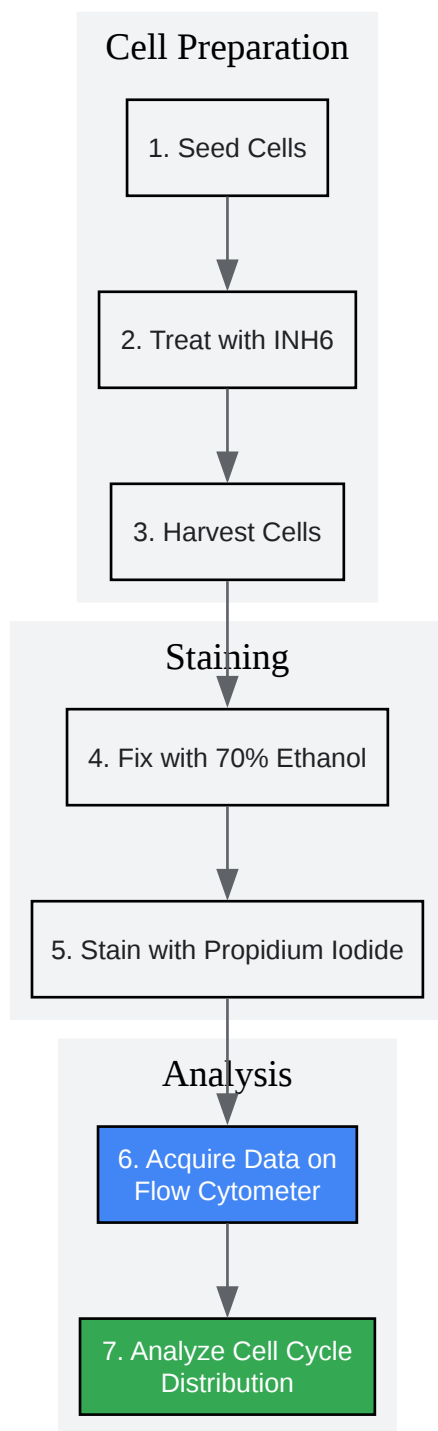 Cell Preparation
1. Seed Cells
2. Treat with INH6
3. Harvest Cells
Staining
4. Fix with 70% Ethanol
5. Stain with Propidium Iodide
Analysis
6. Acquire Data on
Flow Cytometer
7. Analyze Cell Cycle
Distribution